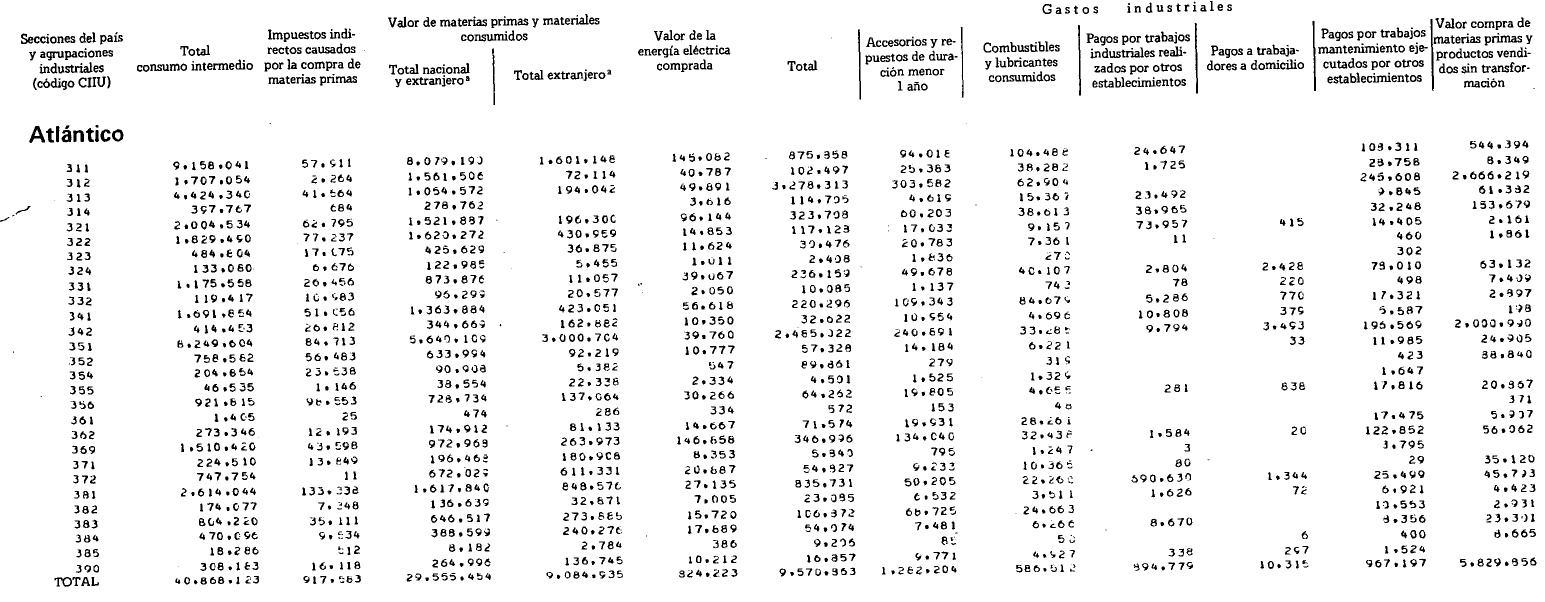 Gastos industriales
Secciones del país y agrupaciones industriales (código CIIU) Total consumo intermedio Impuestos indirectos causados por la compra de materias primas Valor de materias primas y materiales consumidos Total nacional y extranjero a Total extranjero a Valor de la energía eléctrica comprada Total Accesorios y repuestos de duración menor 1 año Combustibles y lubricantes consumidos Pagos por trabajos industriales realizados por otros establecimientos Pagos a trabajadores a domicilio Pagos por trabajos mantenimiento ejecutados por otros establecimientos Valor compra de materias primas y productos vendidos sin transformación
Atlántico
311 9.158.041 57.911 8.079.190 1.601.148 145.082 875.858 94.018 104.488 24.647 108.311 544.394
312 1.707.054 2.264 1.561.506 72.114 40.787 102.497 25.383 38.282 1.725 28.758 8.349
313 4.424.340 41.564 1.054.572 194.042 49.891 3.278.313 303.582 62.904 245.608 2.666.219
314 397.767 684 278.762 3.616 114.705 4.619 15.367 23.492 9.845 61.382
321 2.004.534 62.795 1.521.887 196.300 96.144 323.708 60.203 38.613 38.965 32.248 153.679
322 1.829.490 77.237 1.620.272 430.959 14.853 117.128 17.033 9.157 73.957 415 14.405 2.161
323 484.804 17.075 425.629 36.875 11.624 30.476 20.783 7.361 11 460 1.861
324 133.080 6.676 122.985 5.455 1.011 2.408 1.836 270 302
331 1.175.558 26.456 873.876 11.057 39.067 236.159 49.678 40.107 2.804 2.428 78.010 63.132
332 119.417 10.983 96.299 20.577 2.050 10.085 1.137 743 78 220 498 7.409
341 1.691.854 51.056 1.363.884 423.051 56.618 220.296 109.343 84.679 5.286 770 17.321 2.897
342 414.453 26.812 344.669 162.882 10.350 32.622 10.954 4.696 10.808 379 5.587 198
351 8.249.604 84.713 5.640.109 3.000.704 39.760 2.485.022 240.891 33.285 9.794 3.493 196.569 2.000.990
352 758.562 56.483 633.994 92.219 10.777 57.328 14.184 6.221 33 11.985 24.905
354 204.854 23.538 90.908 5.382 547 89.861 279 319 423 88.840
355 46.535 1.146 38.554 22.338 2.334 4.501 1.525 1.329 1.647
356 921.815 98.553 728.734 137.064 30.266 64.262 19.805 4.655 281 838 17.816 20.867
361 1.405 25 474 286 334 572 153 48 371
362 273.346 12.193 174.912 81.133 14.667 71.574 19.931 28.261 17.475 5.907
369 1.510.420 43.598 972.968 263.973 146.858 346.996 134.040 32.438 1.584 20 122.852 56.062
371 224.510 13.849 196.468 180.908 8.353 5.840 795 1.247 3 3.795
372 747.754 11 672.029 611.331 20.687 54.827 9.233 10.365 80 29 35.120
381 2.614.044 133.338 1.617.840 848.576 27.135 835.731 50.205 22.260 690.630 1.344 25.499 45.793
382 174.077 7.348 136.639 32.871 7.005 23.095 6.532 3.511 1.626 72 6.921 4.423
383 804.220 35.111 646.517 273.885 15.720 106.872 68.725 24.663 10.553 2.931
384 470.696 9.534 388.599 240.276 17.689 54.874 7.481 6.266 8.670 8.356 23.301
385 18.286 512 8.182 2.784 386 9.206 6 400 8.665
390 308.163 16.118 264.996 136.745 10.212 16.857 9.771 4.927 338 297 1.524
TOTAL 40.868.123 917.583 29.555.454 9.084.935 824.223 9.570.863 1.262.204 586.512 894.779 10.315 967.197 5.829.856